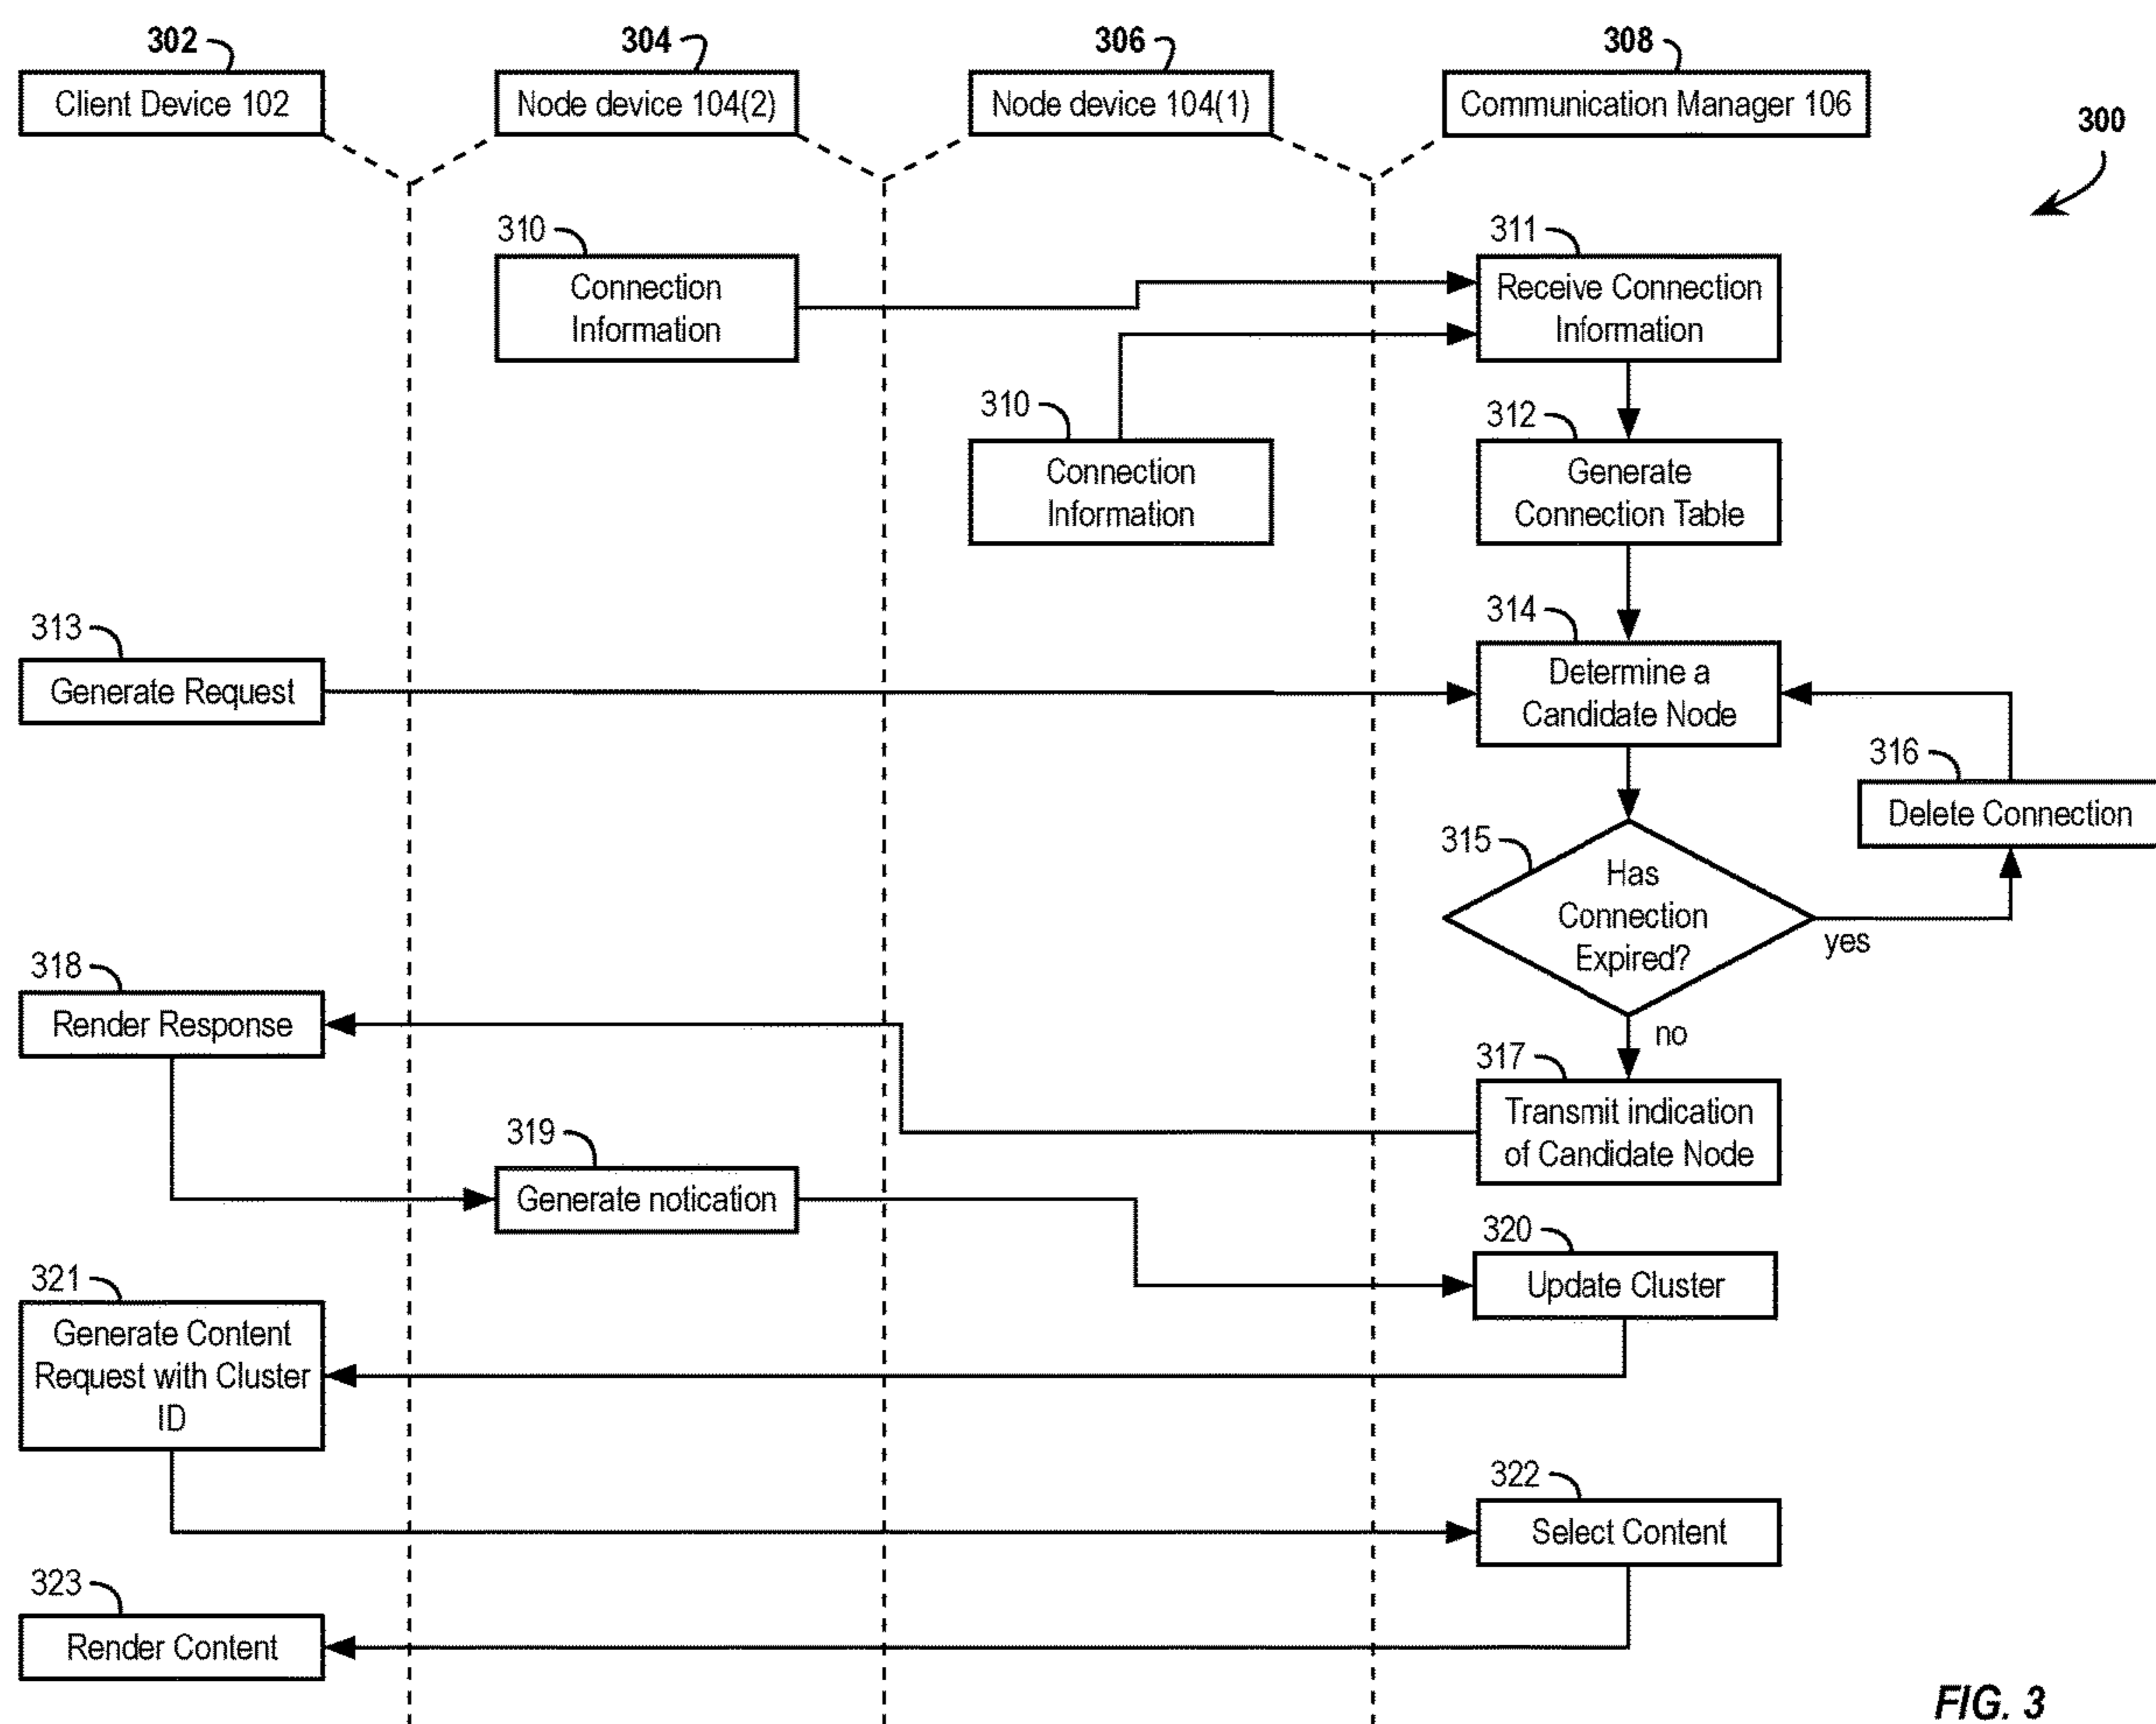 302
304
306
308
Client Device 102
Node device 104(2)
Node device 104(1)
Communication Manager 106
300
310
Connection
Information
311
Receive Connection
Information
310
Connection
Information
312
Generate
Connection Table
313
Generate Request
314
Determine a
Candidate Node
316
Delete Connection
315
Has
Connection
Expired?
yes
no
318
Render Response
317
Transmit indication
of Candidate Node
319
Generate notication
320
Update Cluster
321
Generate Content
Request with Cluster
ID
322
Select Content
323
Render Content
FIG. 3